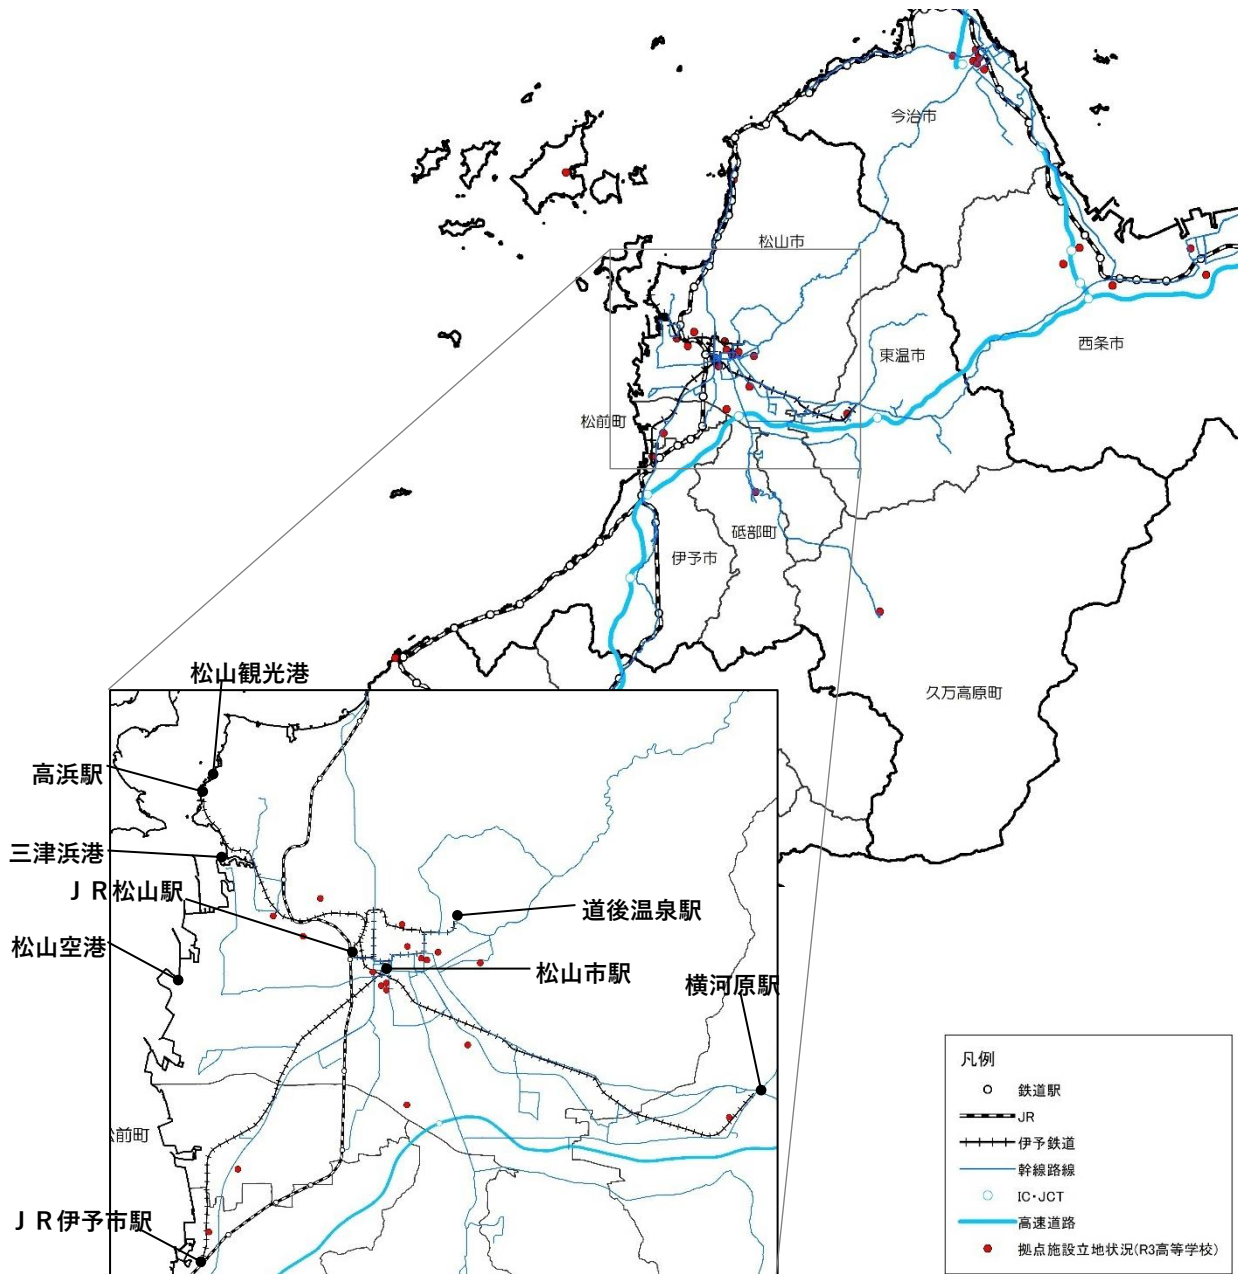 今治市
松山市
東温市
西条市
松前町
砥部町
伊予市
久万高原町
松山観光港
高浜駅
三津浜港
ＪＲ松山駅
道後温泉駅
松山空港
松山市駅
横河原駅
松前町
ＪＲ伊予市駅
凡例
鉄道駅
JR
伊予鉄道
幹線路線
IC・JCT
高速道路
拠点施設立地状況(R3高等学校)